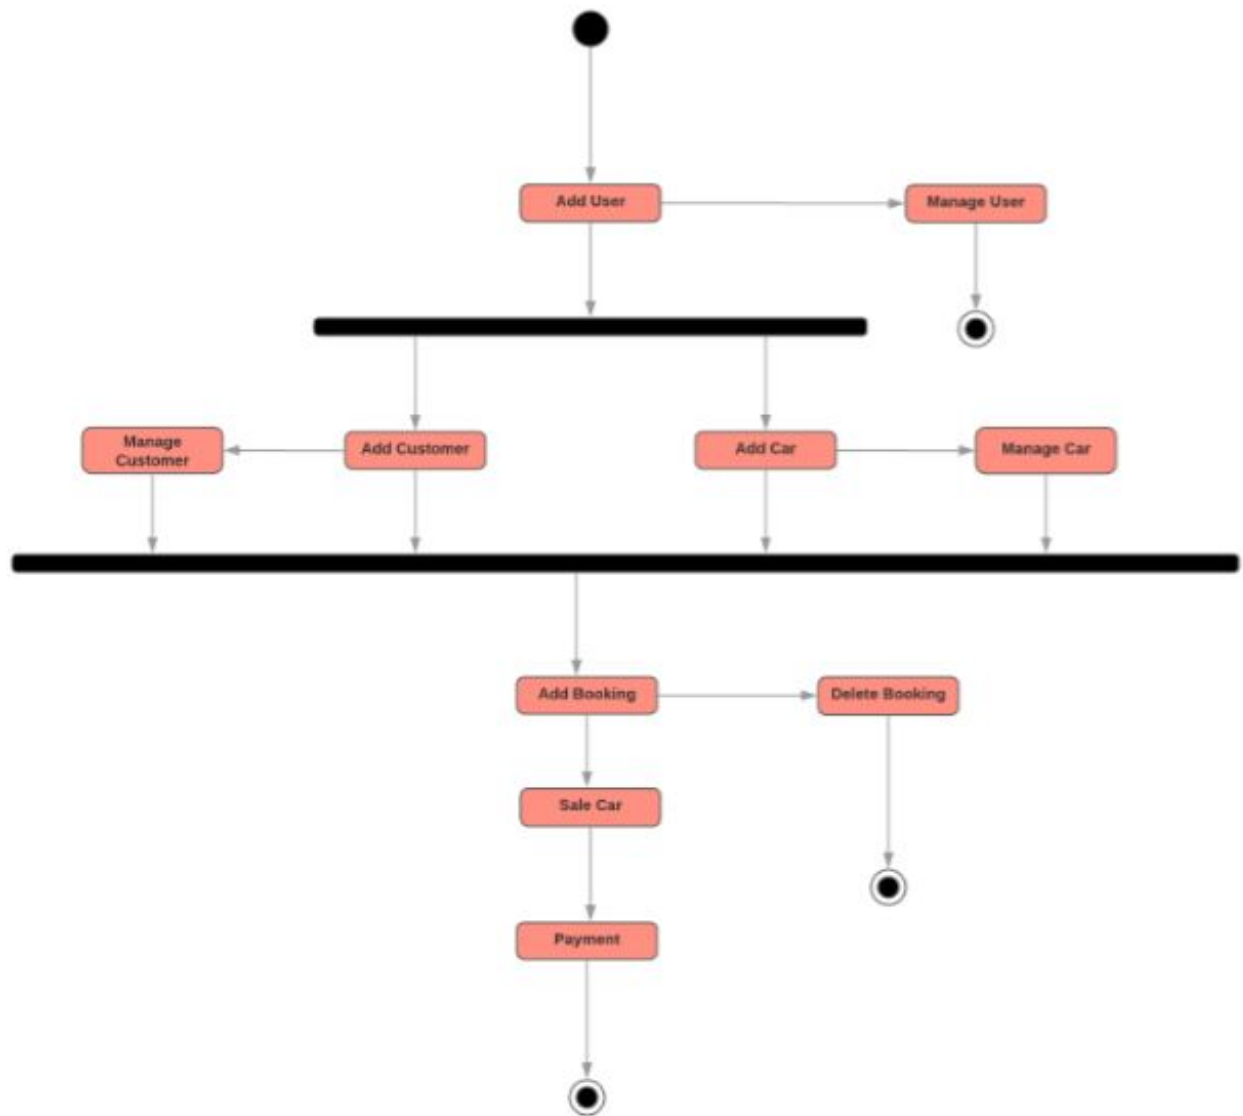 Add User
Manage User
Manage
Customer
Add Customer
Add Car
Manage Car
Add Booking
Delete Booking
Sale Car
Payment